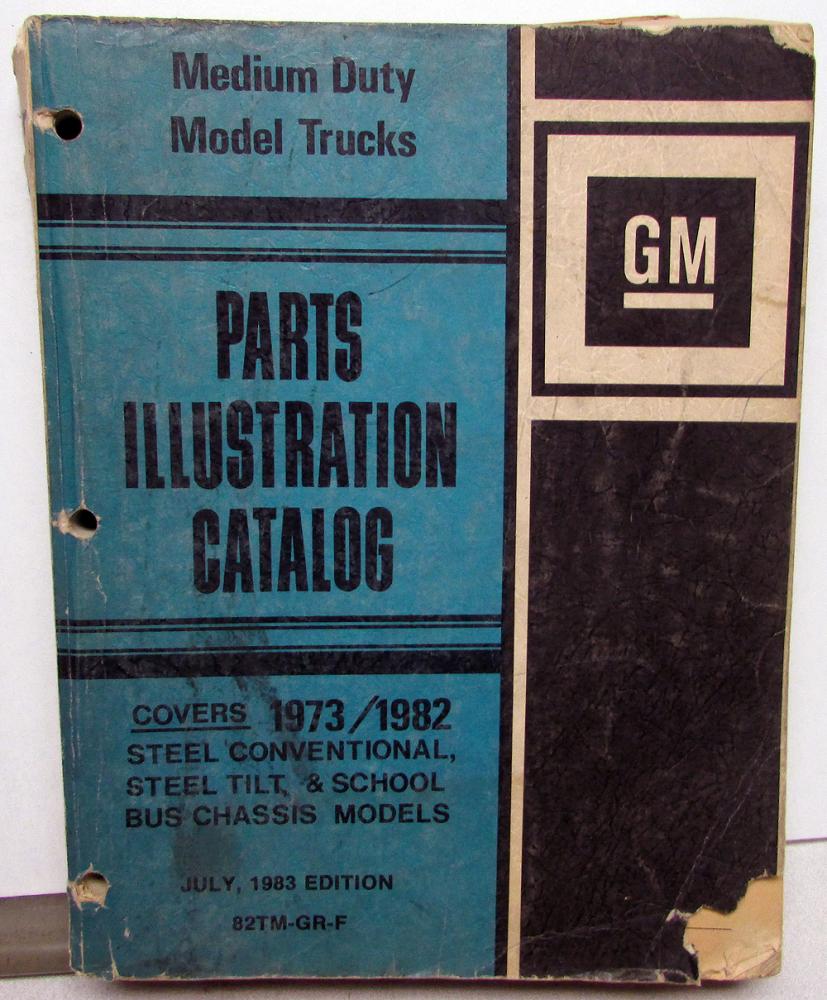 Medium Duty
Model Trucks
GM
PARTS
ILLUSTRATION
CATALOG
COVERS 1973/1982
STEEL CONVENTIONAL,
STEEL TILT, & SCHOOL
BUS CHASSIS MODELS
JULY, 1983 EDITION
82TM-GR-F